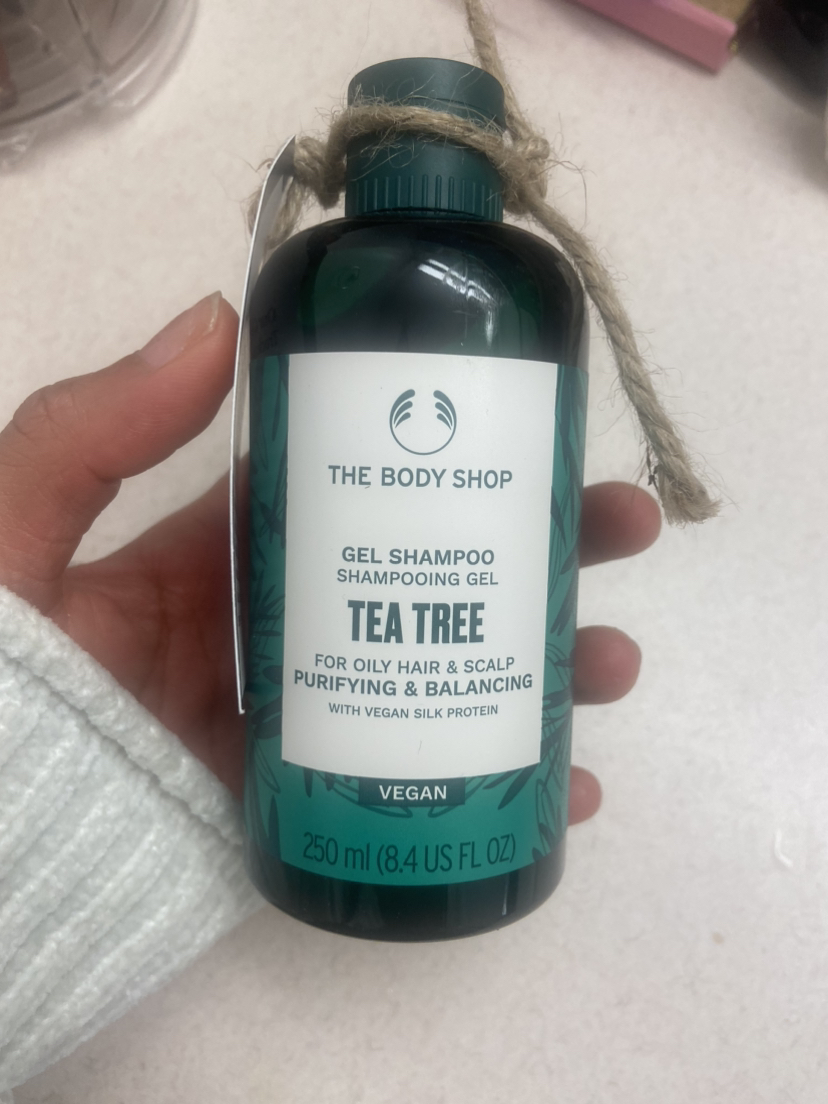 THE BODY SHOP
GEL SHAMPOO
SHAMPOOING GEL
TEA TREE
FOR OILY HAIR & SCALP
PURIFYING & BALANCING
WITH VEGAN SILK PROTEIN
VEGAN
250 ml (8.4 US FL OZ)